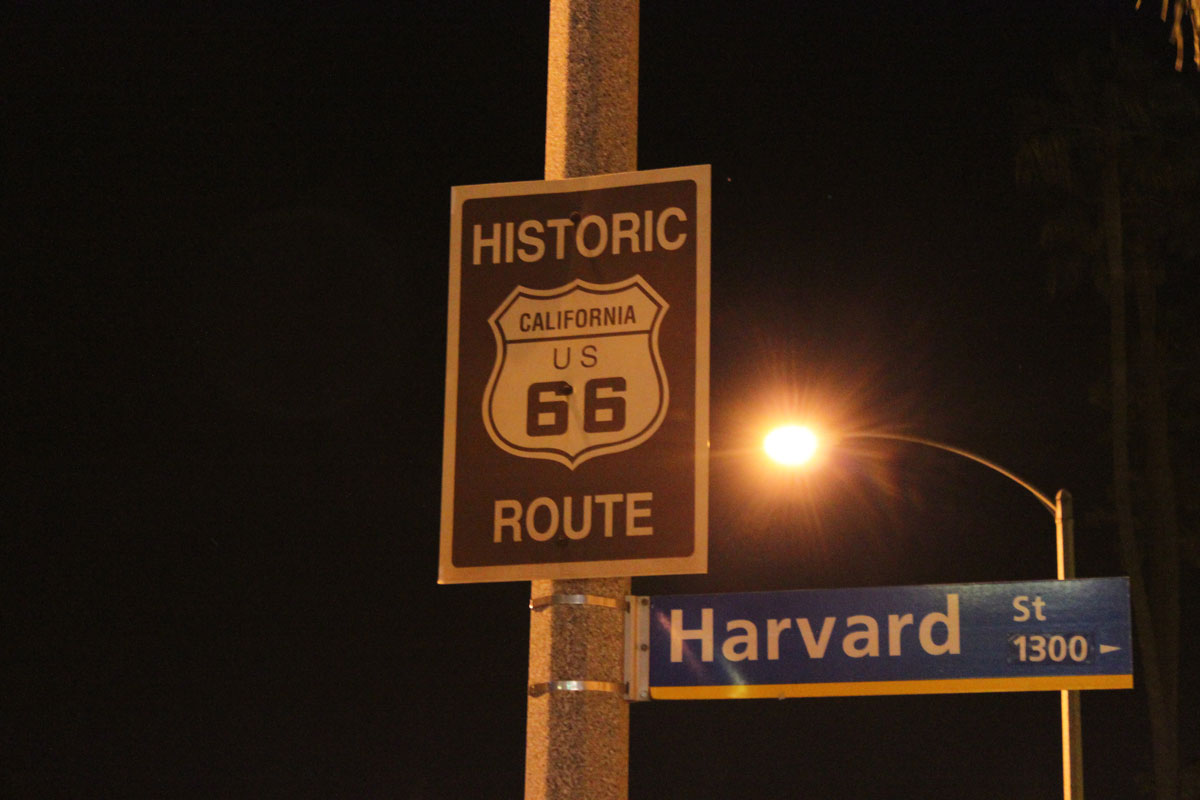 HISTORIC
CALIFORNIA
US
66
ROUTE
Harvard St
1300